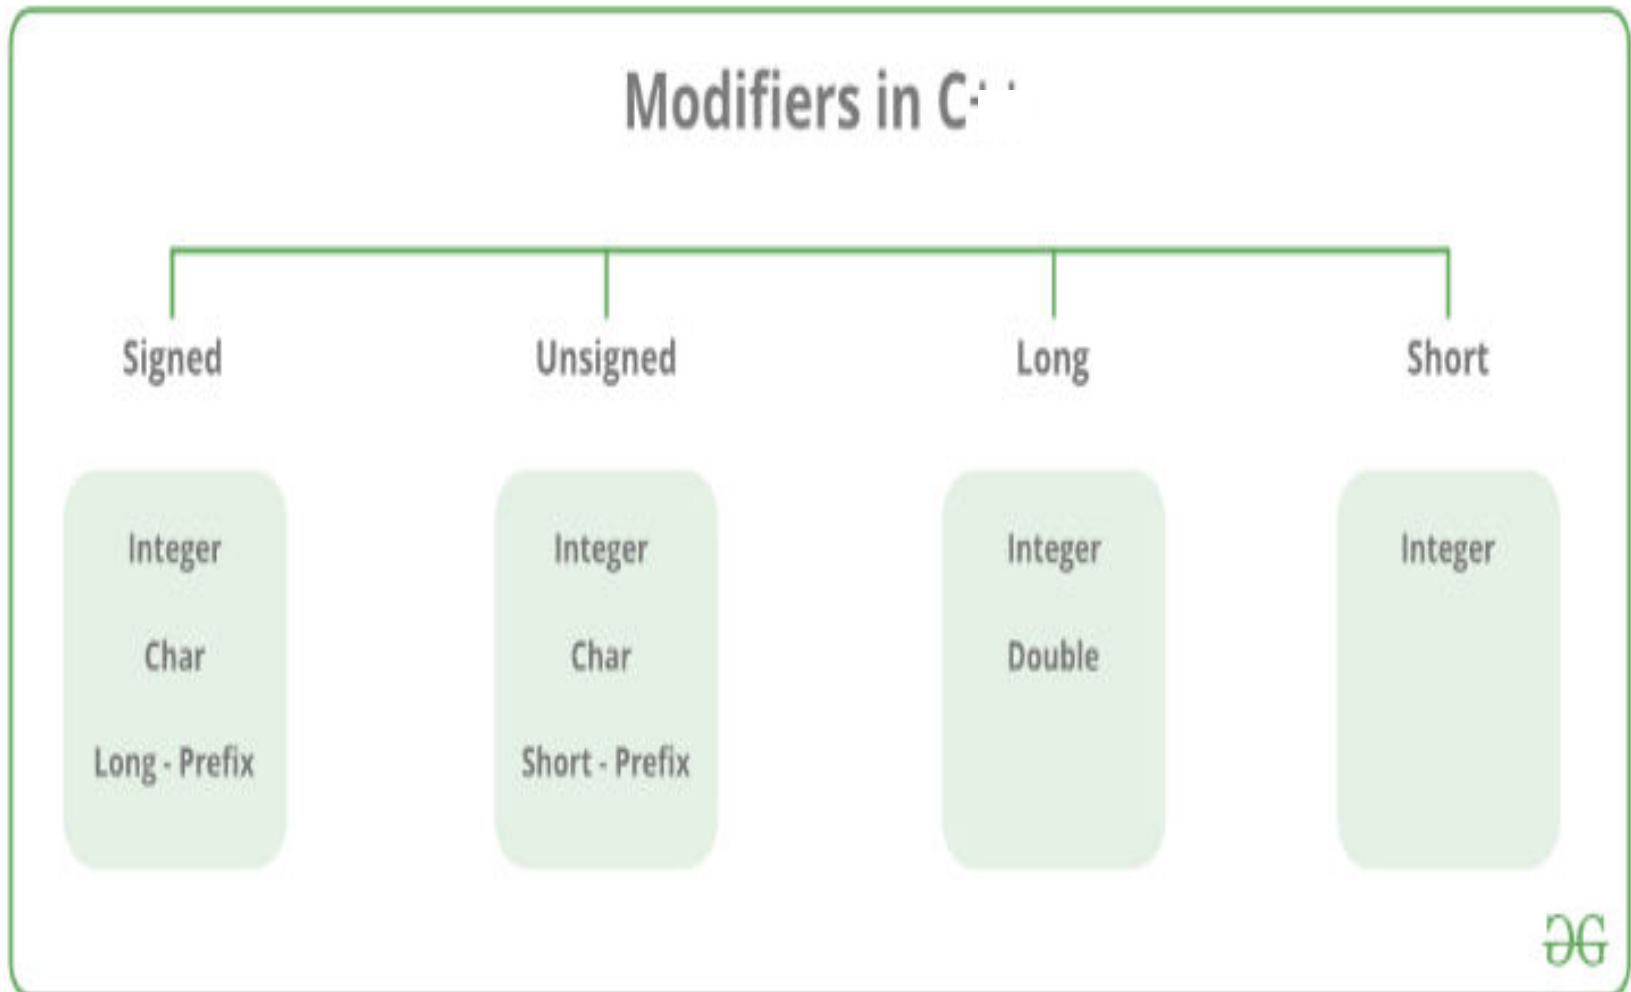 Modifiers in C
Signed
Unsigned
Long
Short
Integer
Char
Long - Prefix
Integer
Char
Short - Prefix
Integer
Double
Integer